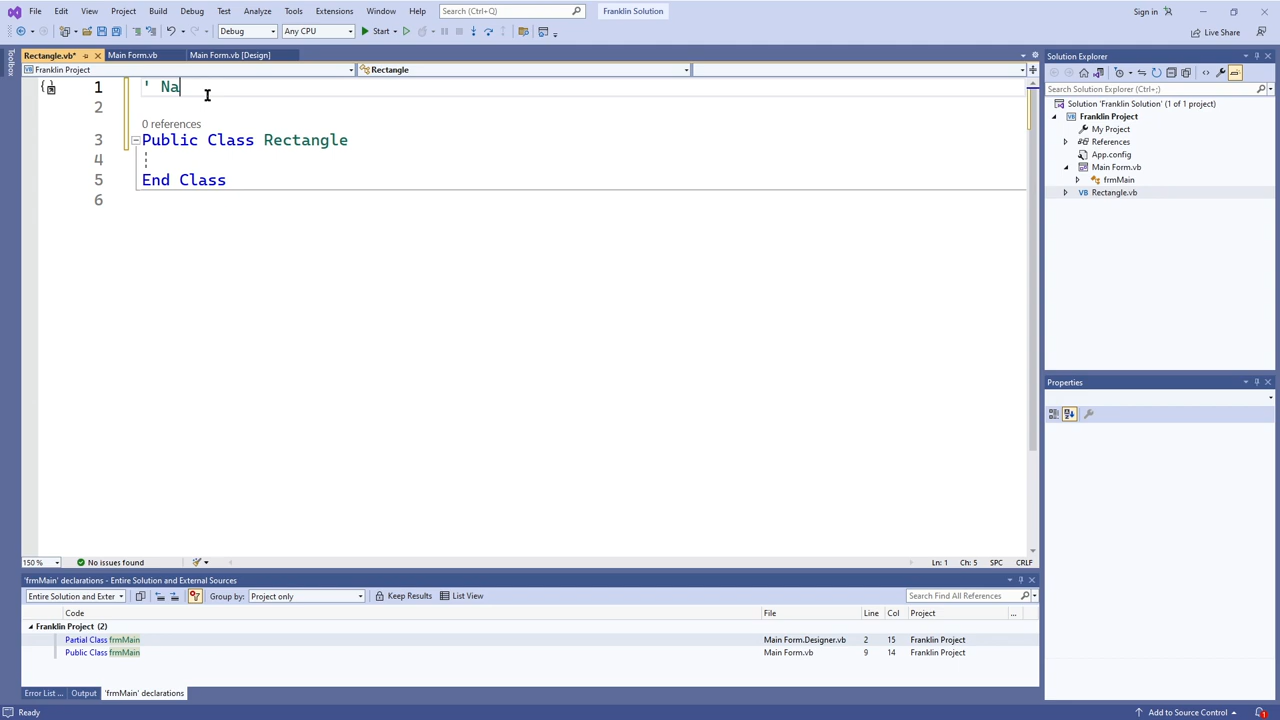 File Edit View Project Build Debug Test Analyze Tools Extensions Window Help Search (Ctrl+Q) Franklin Solution Sign in
Debug Any CPU Start Live Share
Toolbox
Rectangle.vb* Main Form.vb Main Form.vb [Design]
Franklin Project Rectangle
1 ' Na
2
0 references
3 Public Class Rectangle
4
5 End Class
6
150 % No issues found Ln: 1 Ch: 5 SPC CRLF
Solution Explorer
Search Solution Explorer (Ctrl+;)
Solution 'Franklin Solution' (1 of 1 project)
Franklin Project
My Project
References
App.config
Main Form.vb
frmMain
Rectangle.vb
Properties
'frmMain' declarations - Entire Solution and External Sources
Entire Solution and Exter Group by: Project only Keep Results List View Search Find All References
Code File Line Col Project ...
Franklin Project (2)
Partial Class frmMain Main Form.Designer.vb 2 15 Franklin Project
Public Class frmMain Main Form.vb 9 14 Franklin Project
Error List ... Output 'frmMain' declarations
Ready Add to Source Control 1